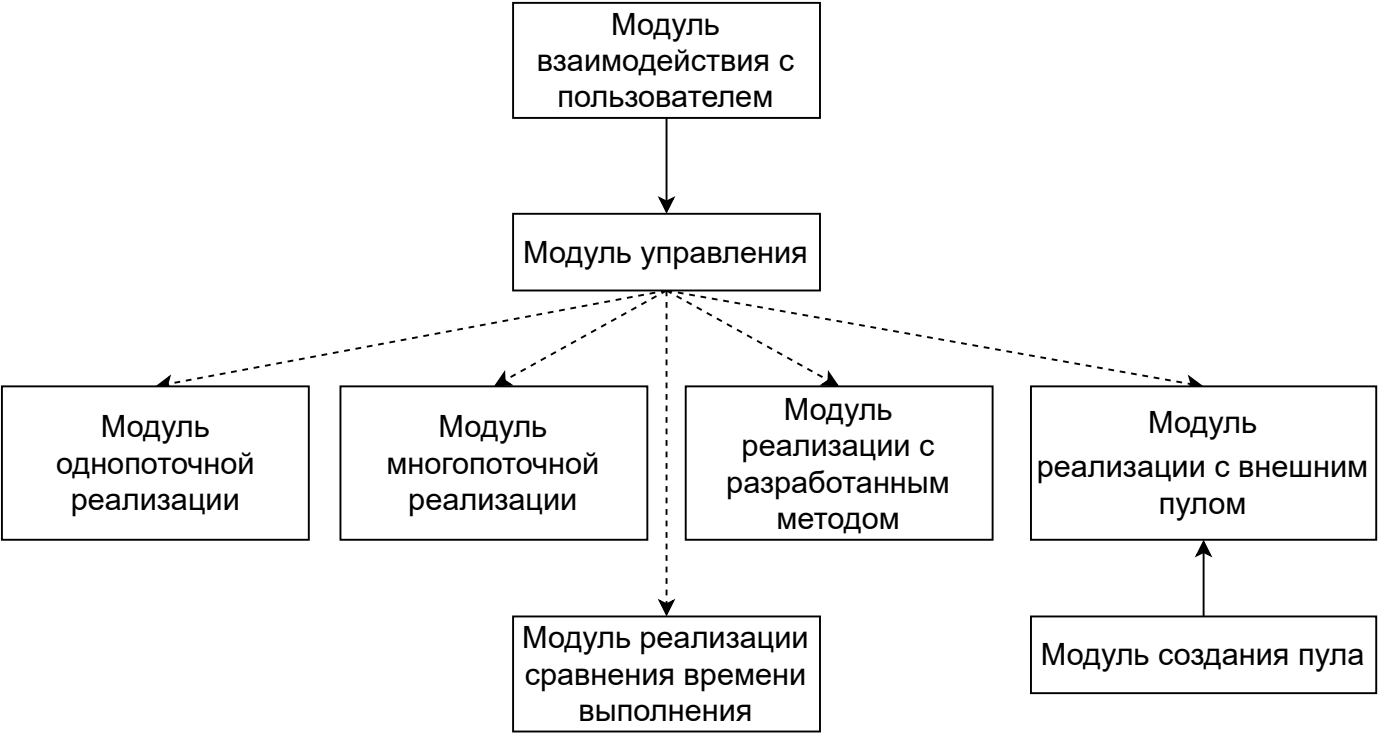 Модуль
взаимодействия с
пользователем
Модуль управления
Модуль
однопоточной
реализации
Модуль
многопоточной
реализации
Модуль
реализации с
разработанным
методом
Модуль
реализации с внешним
пулом
Модуль реализации
сравнения времени
выполнения
Модуль создания пула